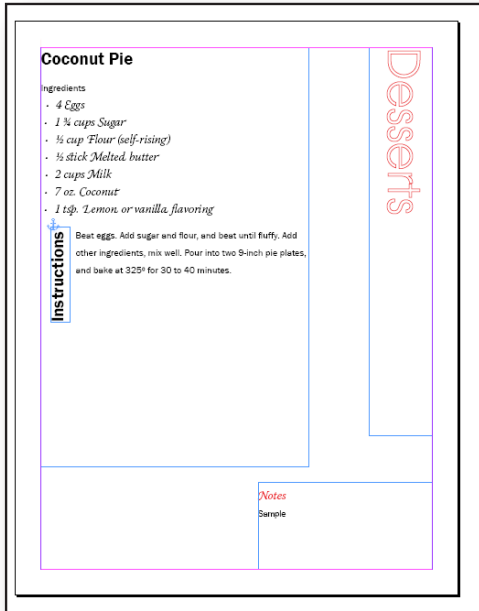 Coconut Pie
Desserts
Ingredients
• 4 Eggs
• 1 ¾ cups Sugar
• ½ cup Flour (self-rising)
• ½ stick Melted butter
• 2 cups Milk
• 7 oz. Coconut
• 1 tsp. Lemon or vanilla flavoring
Instructions
Beat eggs. Add sugar and flour, and beat until fluffy. Add
other ingredients, mix well. Pour into two 9-inch pie plates,
and bake at 325º for 30 to 40 minutes.
Notes
Sample